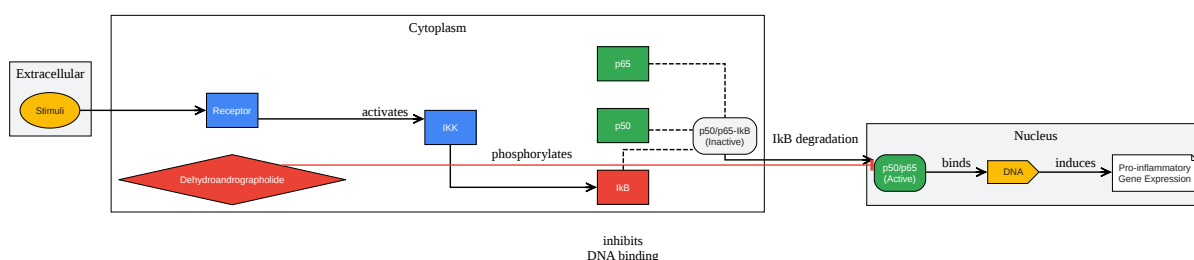 Cytoplasm
Extracellular
Stimuli
Receptor
activates
IKK
p65
p50
p50/p65-IkB
(Inactive)
IkB degradation
Nucleus
phosphorylates
Dehydroandrographolide
IkB
p50/p65
(Active)
binds
DNA
induces
Pro-inflammatory
Gene Expression
inhibits
DNA binding